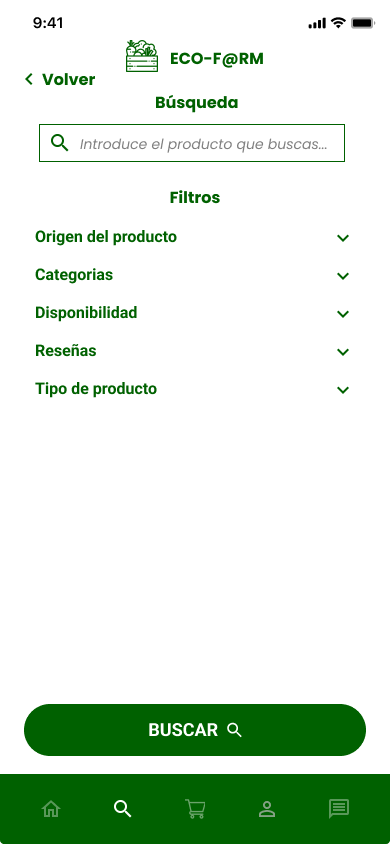 9:41
ECO-F@RM
Volver
Búsqueda
Introduce el producto que buscas...
Filtros
Origen del producto
Categorias
Disponibilidad
Reseñas
Tipo de producto
BUSCAR